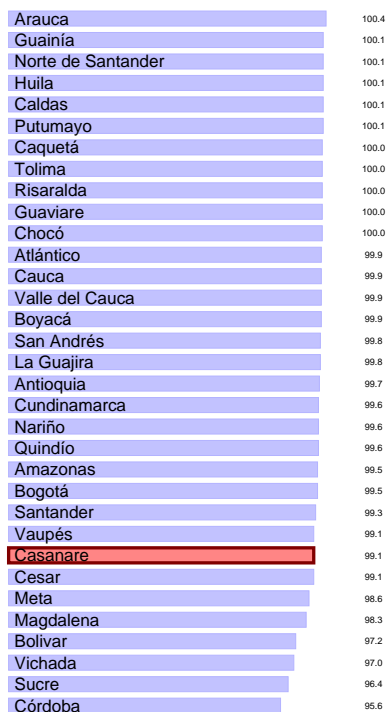 Arauca 100.4
Guainía 100.1
Norte de Santander 100.1
Huila 100.1
Caldas 100.1
Putumayo 100.1
Caquetá 100.0
Tolima 100.0
Risaralda 100.0
Guaviare 100.0
Chocó 100.0
Atlántico 99.9
Cauca 99.9
Valle del Cauca 99.9
Boyacá 99.9
San Andrés 99.8
La Guajira 99.8
Antioquia 99.7
Cundinamarca 99.6
Nariño 99.6
Quindío 99.6
Amazonas 99.5
Bogotá 99.5
Santander 99.3
Vaupés 99.1
Casanare 99.1
Cesar 99.1
Meta 98.6
Magdalena 98.3
Bolivar 97.2
Vichada 97.0
Sucre 96.4
Córdoba 95.6